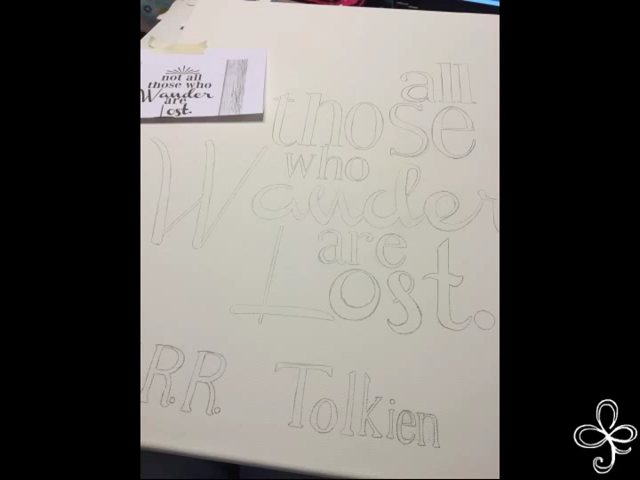 not all
those who
Wander
are
Lost.
all
those
who
Wander
are
Lost.
R.R. Tolkien